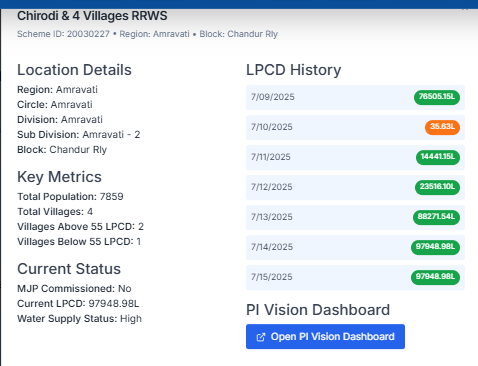 Chirodi & 4 Villages RRWS
Scheme ID: 20030227 • Region: Amravati • Block: Chandur Rly
Location Details
Region: Amravati
Circle: Amravati
Division: Amravati
Sub Division: Amravati - 2
Block: Chandur Rly
Key Metrics
Total Population: 7859
Total Villages: 4
Villages Above 55 LPCD: 2
Villages Below 55 LPCD: 1
Current Status
MJP Commissioned: No
Current LPCD: 97948.98L
Water Supply Status: High
LPCD History
7/09/2025 76505.15L
7/10/2025 35.63L
7/11/2025 14441.15L
7/12/2025 23516.10L
7/13/2025 88271.54L
7/14/2025 97948.98L
7/15/2025 97948.98L
PI Vision Dashboard
Open PI Vision Dashboard